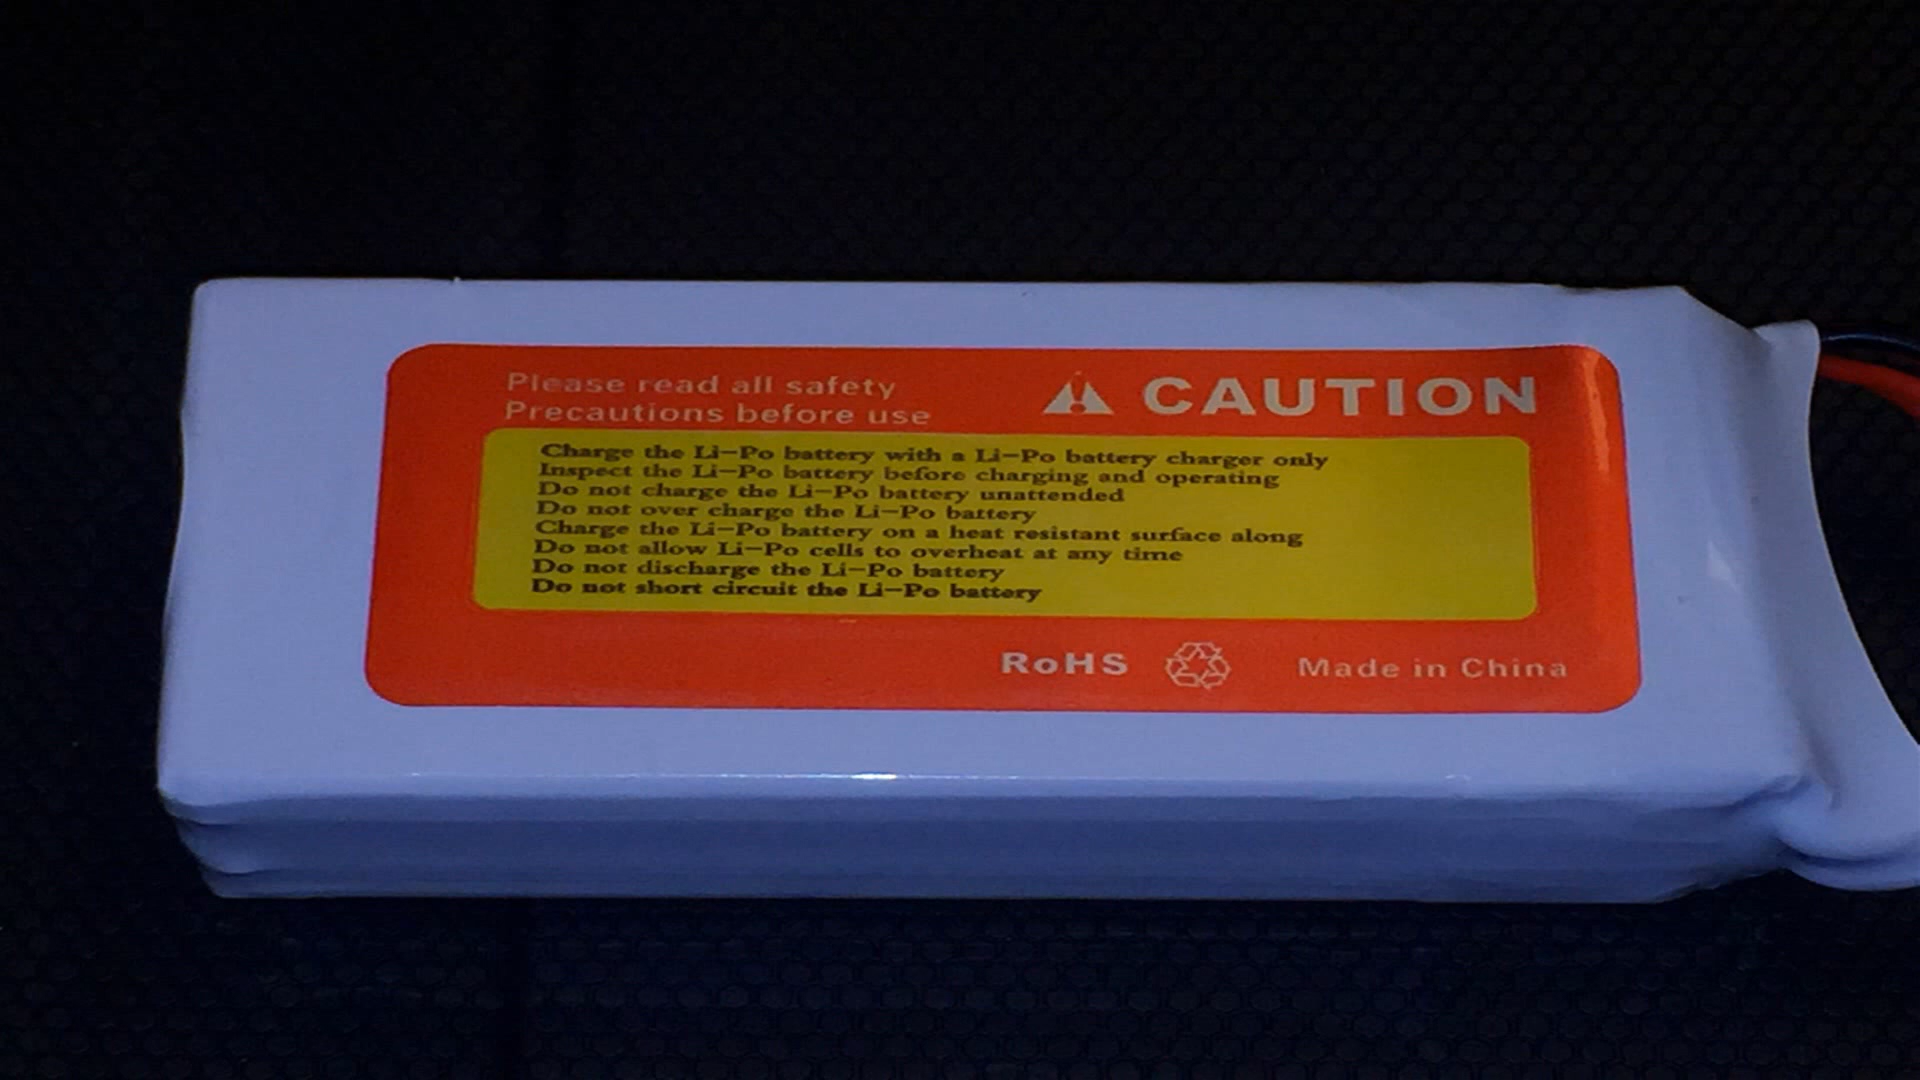 Please read all safety
Precautions before use
CAUTION
Charge the Li-Po battery with a Li-Po battery charger only
Inspect the Li-Po battery before charging and operating
Do not charge the Li-Po battery unattended
Do not over charge the Li-Po battery
Charge the Li-Po battery on a heat resistant surface along
Do not allow Li-Po cells to overheat at any time
Do not discharge the Li-Po battery
Do not short circuit the Li-Po battery
RoHS
Made in China